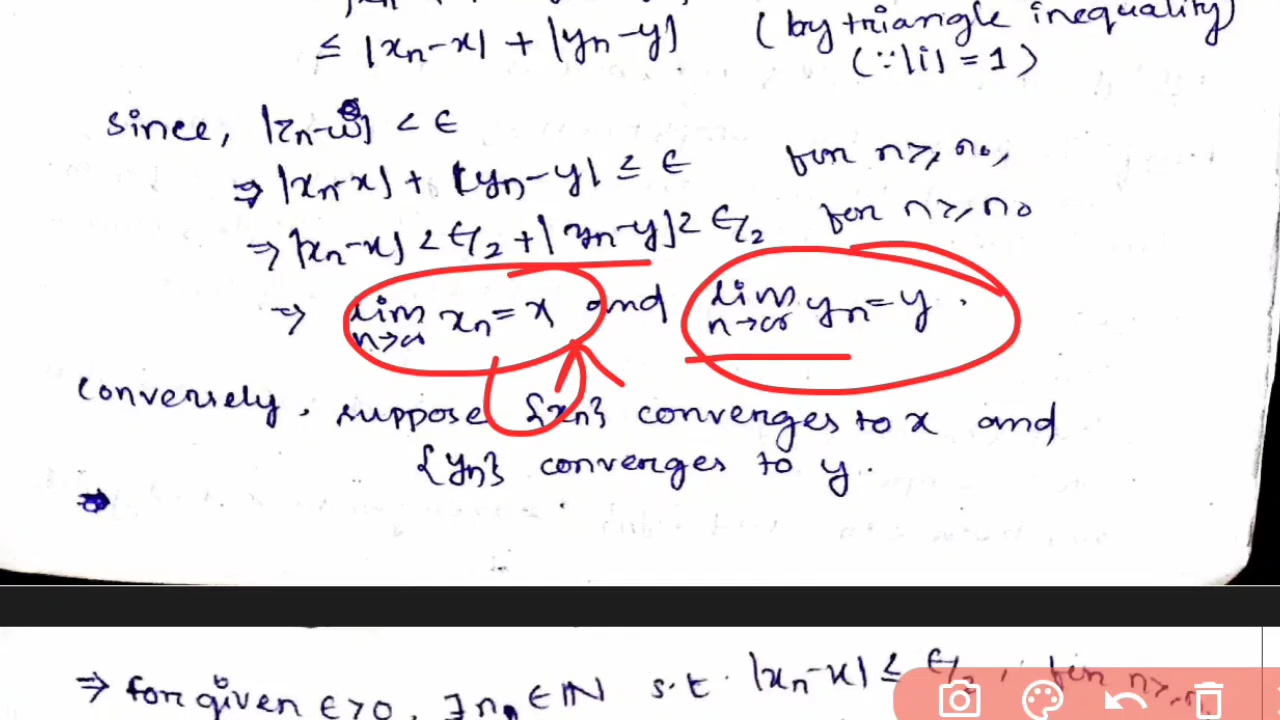 ≤ |xn-x| + |yn-y| (by triangle inequality)
(∵ |i| = 1)
since, |zn-ω| < ϵ
⇒ |xn-x| + |yn-y| ≤ ϵ for n≥n₀,
⇒ |xn-x| < ϵ/2 + |yn-y| < ϵ/2 for n≥n₀
⇒ lim n→∞ xn = x and lim n→∞ yn = y.
Conversely, suppose {xn} converges to x and
{yn} converges to y.
⇒ for given ϵ>0, ∃ n₀ ∈ ℕ s.t. |xn-x| ≤ ϵ/2, for n≥